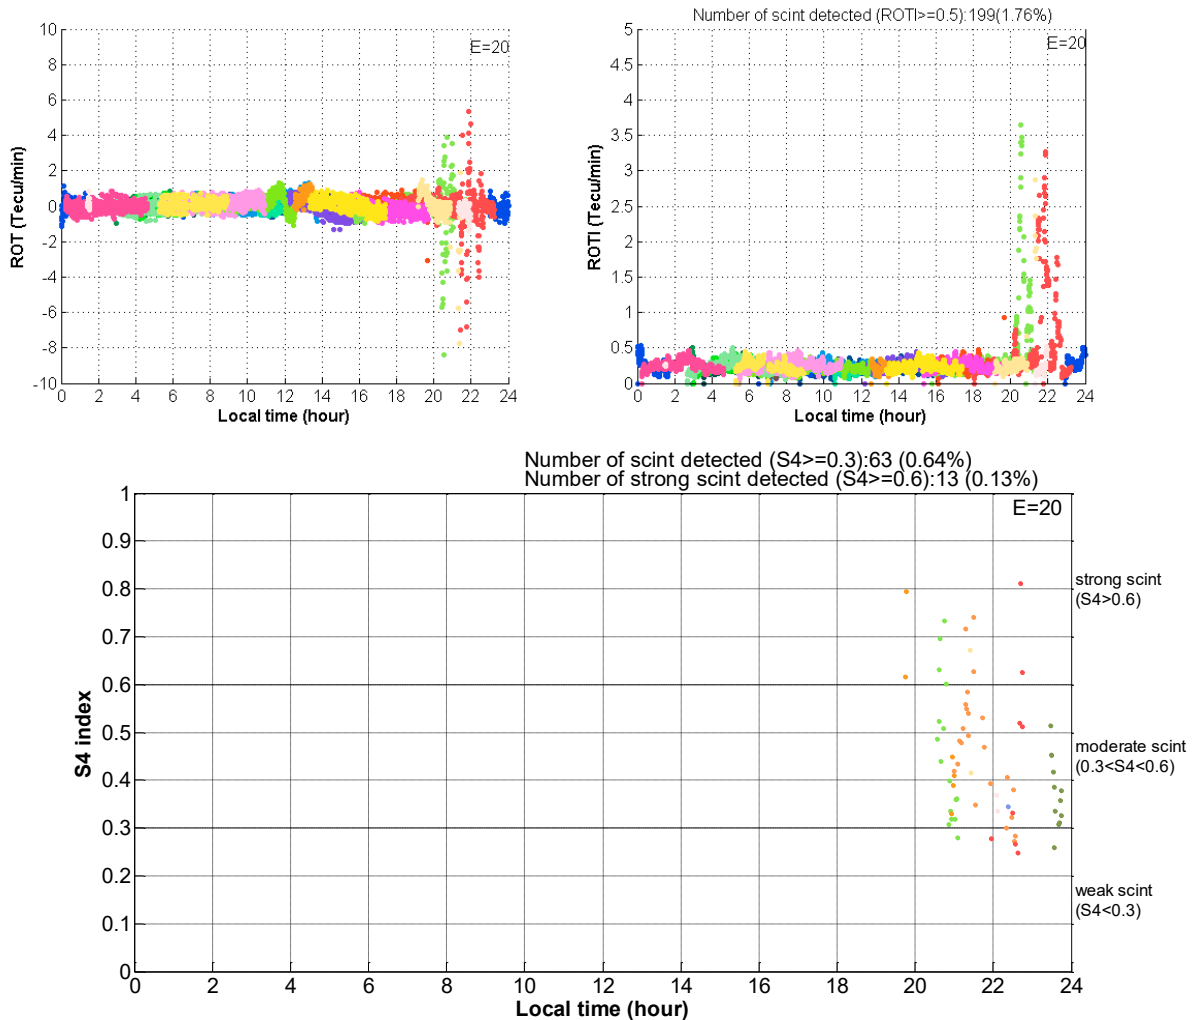 Number of scint detected (ROTI>=0.5):199(1.76%)
10
8
6
4
2
0
-2
-4
-6
-8
-10
E=20
ROT (Tecu/min)
0 2 4 6 8 10 12 14 16 18 20 22 24
Local time (hour)
5
4.5
4
3.5
3
2.5
2
1.5
1
0.5
0
E=20
ROTI (Tecu/min)
0 2 4 6 8 10 12 14 16 18 20 22 24
Local time (hour)
Number of scint detected (S4>=0.3):63 (0.64%)
Number of strong scint detected (S4>=0.6):13 (0.13%)
1
0.9
0.8
0.7
0.6
0.5
0.4
0.3
0.2
0.1
0
E=20
S4 index
strong scint
(S4>0.6)
moderate scint
(0.3<S4<0.6)
weak scint
(S4<0.3)
0 2 4 6 8 10 12 14 16 18 20 22 24
Local time (hour)